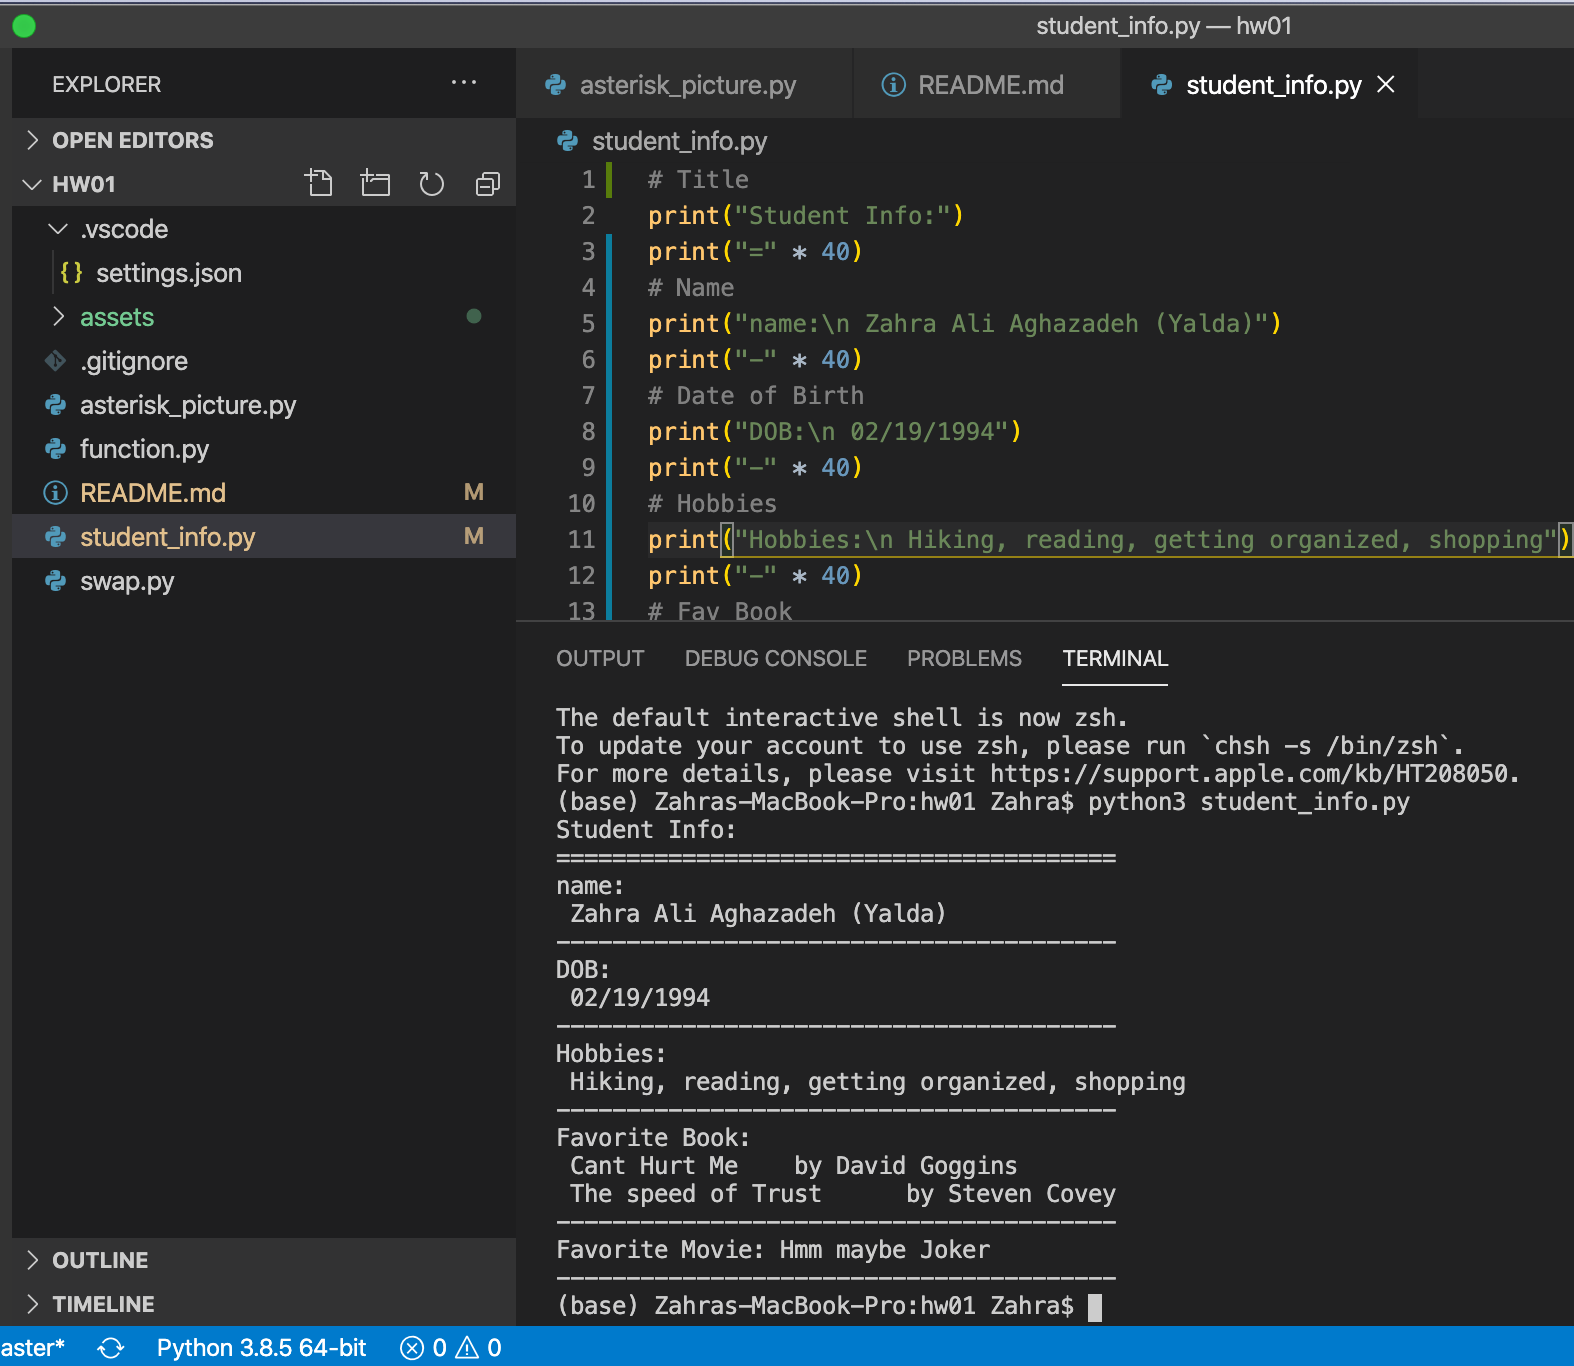 student_info.py — hw01
EXPLORER ...
OPEN EDITORS
HW01
.vscode
{} settings.json
assets
.gitignore
asterisk_picture.py
function.py
README.md M
student_info.py M
swap.py
OUTLINE
TIMELINE
asterisk_picture.py README.md student_info.py
student_info.py
1 # Title
2 print("Student Info:")
3 print("=" * 40)
4 # Name
5 print("name:\n Zahra Ali Aghazadeh (Yalda)")
6 print("-" * 40)
7 # Date of Birth
8 print("DOB:\n 02/19/1994")
9 print("-" * 40)
10 # Hobbies
11 print("Hobbies:\n Hiking, reading, getting organized, shopping")
12 print("-" * 40)
13 # Fav Book
OUTPUT DEBUG CONSOLE PROBLEMS TERMINAL
The default interactive shell is now zsh.
To update your account to use zsh, please run `chsh -s /bin/zsh`.
For more details, please visit https://support.apple.com/kb/HT208050.
(base) Zahras-MacBook-Pro:hw01 Zahra$ python3 student_info.py
Student Info:
========================================
name:
 Zahra Ali Aghazadeh (Yalda)
----------------------------------------
DOB:
 02/19/1994
----------------------------------------
Hobbies:
 Hiking, reading, getting organized, shopping
----------------------------------------
Favorite Book:
 Cant Hurt Me    by David Goggins
 The speed of Trust      by Steven Covey
----------------------------------------
Favorite Movie: Hmm maybe Joker
----------------------------------------
(base) Zahras-MacBook-Pro:hw01 Zahra$
aster* Python 3.8.5 64-bit 0 0